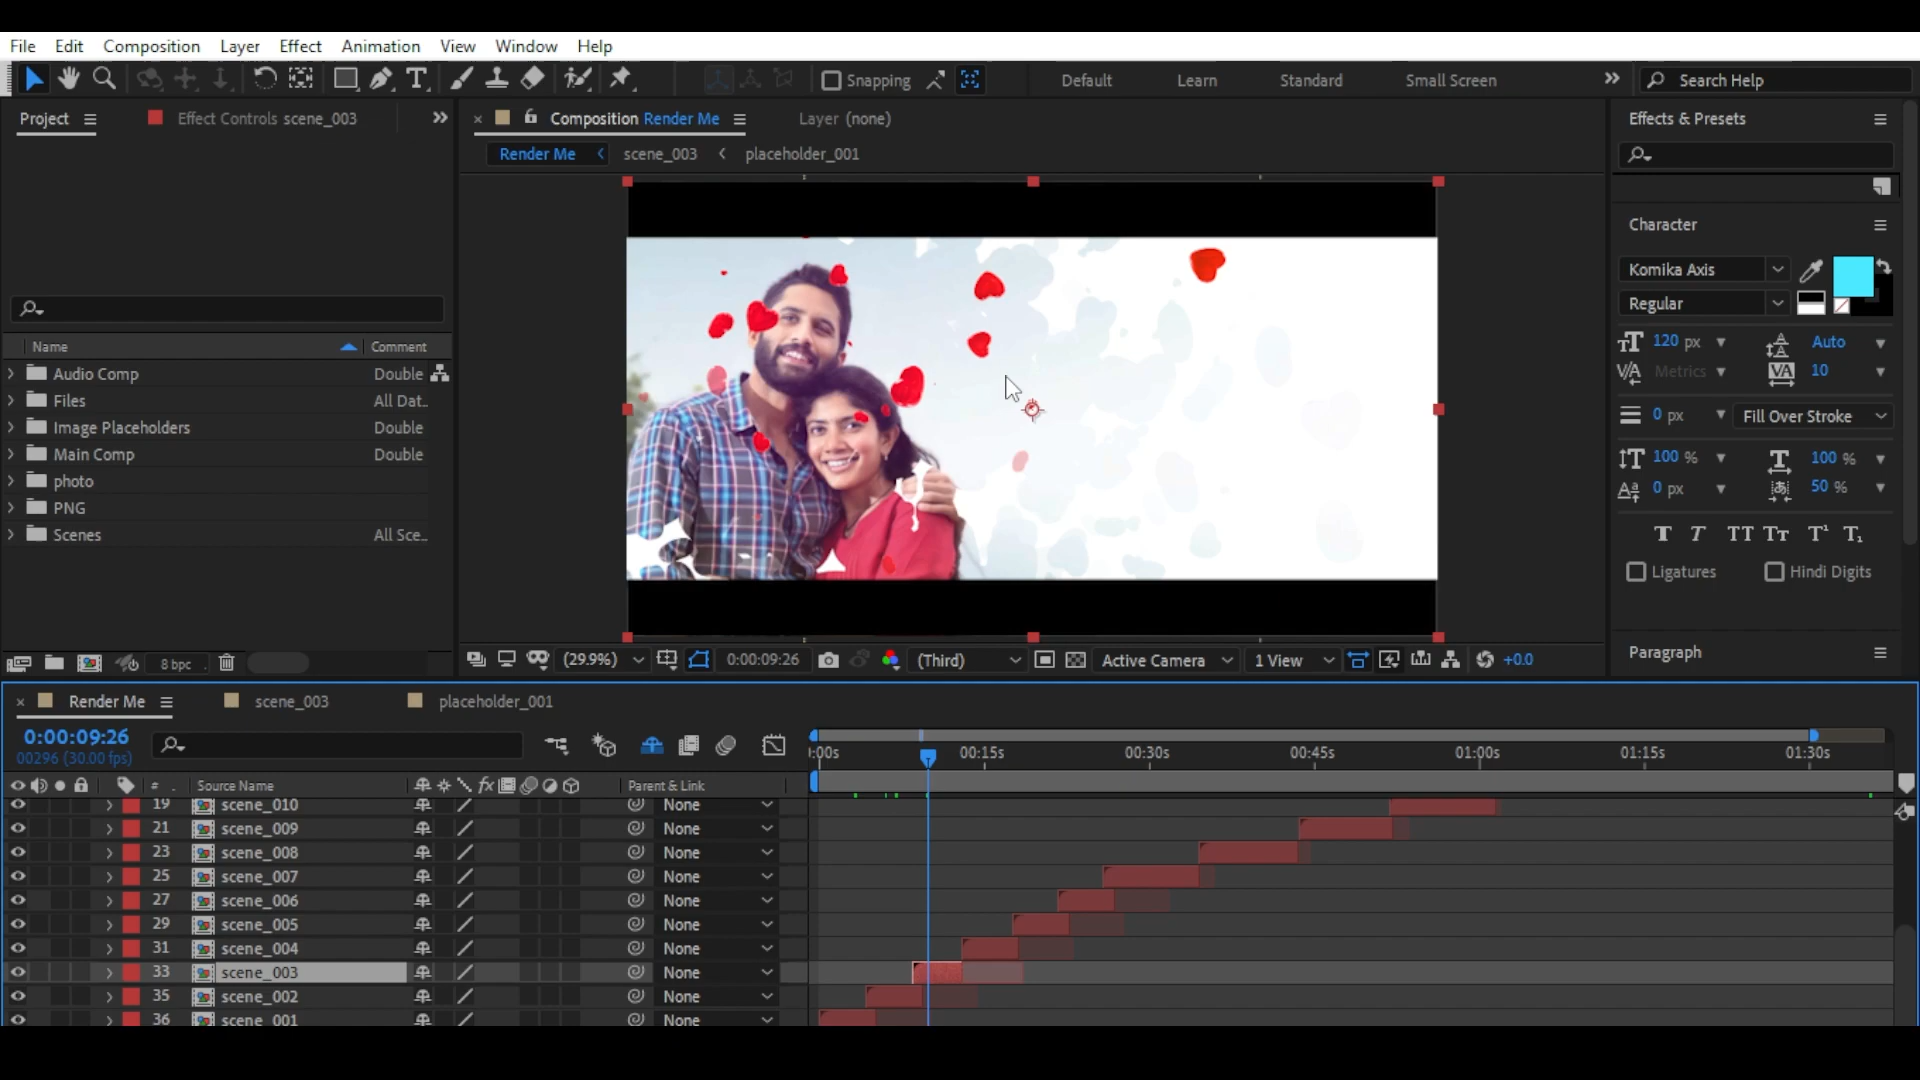 File Edit Composition Layer Effect Animation View Window Help
Snapping Default Learn Standard Small Screen » Search Help
Project Effect Controls scene_003 » × Composition Render Me Layer (none) Effects & Presets
Render Me scene_003 placeholder_001
Character
Komika Axis
Regular
120 px Auto
Metrics 10
0 px Fill Over Stroke
100 % 100 %
0 px 50 %
Ligatures Hindi Digits
Paragraph
Name Comment
Audio Comp Double
Files All Dat..
Image Placeholders Double
Main Comp Double
photo
PNG
Scenes All Sce..
8 bpc
(29.9%) 0:00:09:26 (Third) Active Camera 1 View +0.0
× Render Me scene_003 placeholder_001
0:00:09:26
00296 (30.00 fps)
:00s 00:15s 00:30s 00:45s 01:00s 01:15s 01:30s
# . Source Name fx Parent & Link
19 scene_010 None
21 scene_009 None
23 scene_008 None
25 scene_007 None
27 scene_006 None
29 scene_005 None
31 scene_004 None
33 scene_003 None
35 scene_002 None
36 scene_001 None